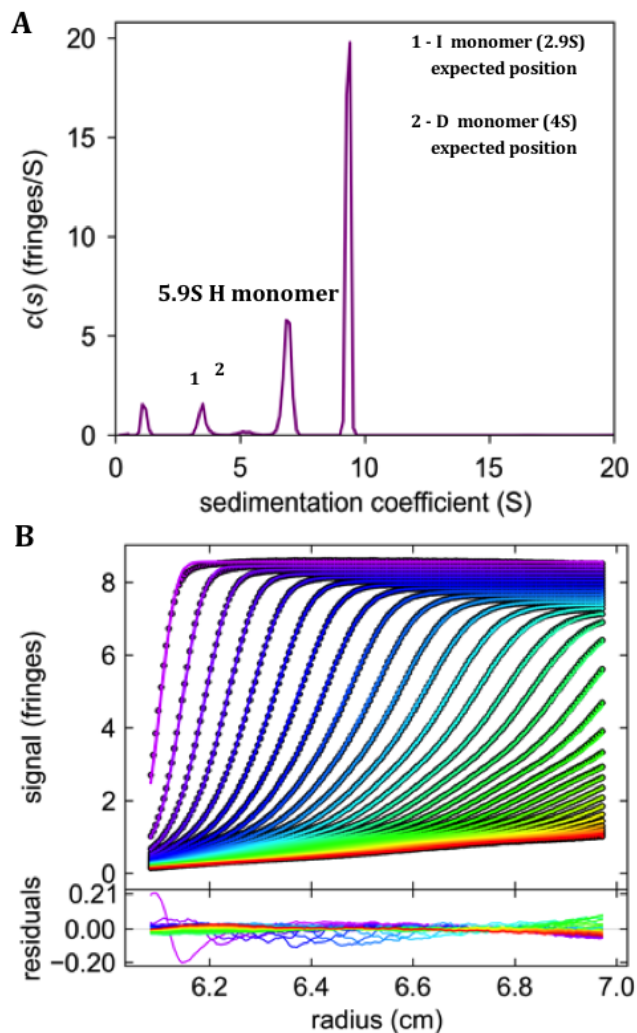 A
20
15
10
5
0
c(s) (fringes/S)
1 - I monomer (2.9S)
expected position
2 - D monomer (4S)
expected position
5.9S H monomer
1 2
0 5 10 15 20
sedimentation coefficient (S)
B
8
6
4
2
0
signal (fringes)
0.21
0.00
−0.20
residuals
6.2 6.4 6.6 6.8 7.0
radius (cm)